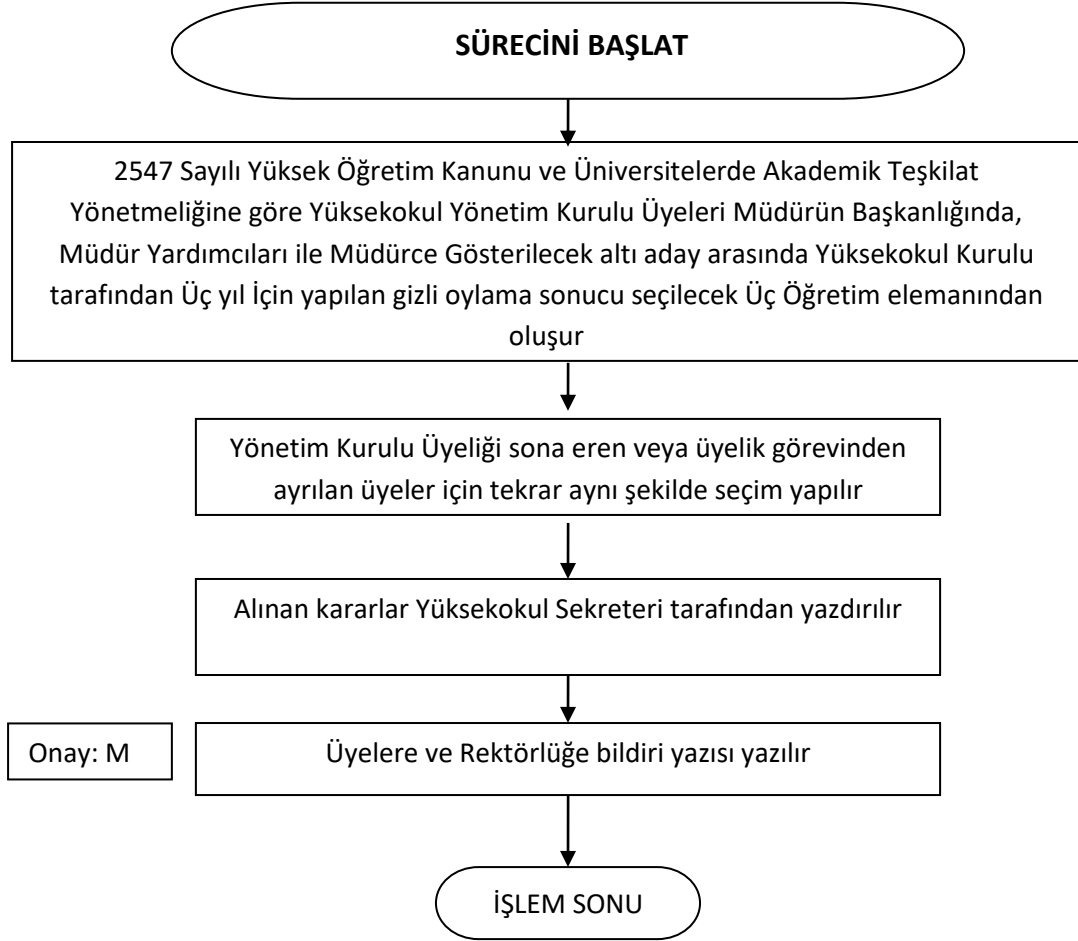 SÜRECİNİ BAŞLAT
2547 Sayılı Yüksek Öğretim Kanunu ve Üniversitelerde Akademik Teşkilat
Yönetmeliğine göre Yüksekokul Yönetim Kurulu Üyeleri Müdürün Başkanlığında,
Müdür Yardımcıları ile Müdürce Gösterilecek altı aday arasında Yüksekokul Kurulu
tarafından Üç yıl İçin yapılan gizli oylama sonucu seçilecek Üç Öğretim elemanından
oluşur
Yönetim Kurulu Üyeliği sona eren veya üyelik görevinden
ayrılan üyeler için tekrar aynı şekilde seçim yapılır
Alınan kararlar Yüksekokul Sekreteri tarafından yazdırılır
Onay: M
Üyelere ve Rektörlüğe bildiri yazısı yazılır
İŞLEM SONU